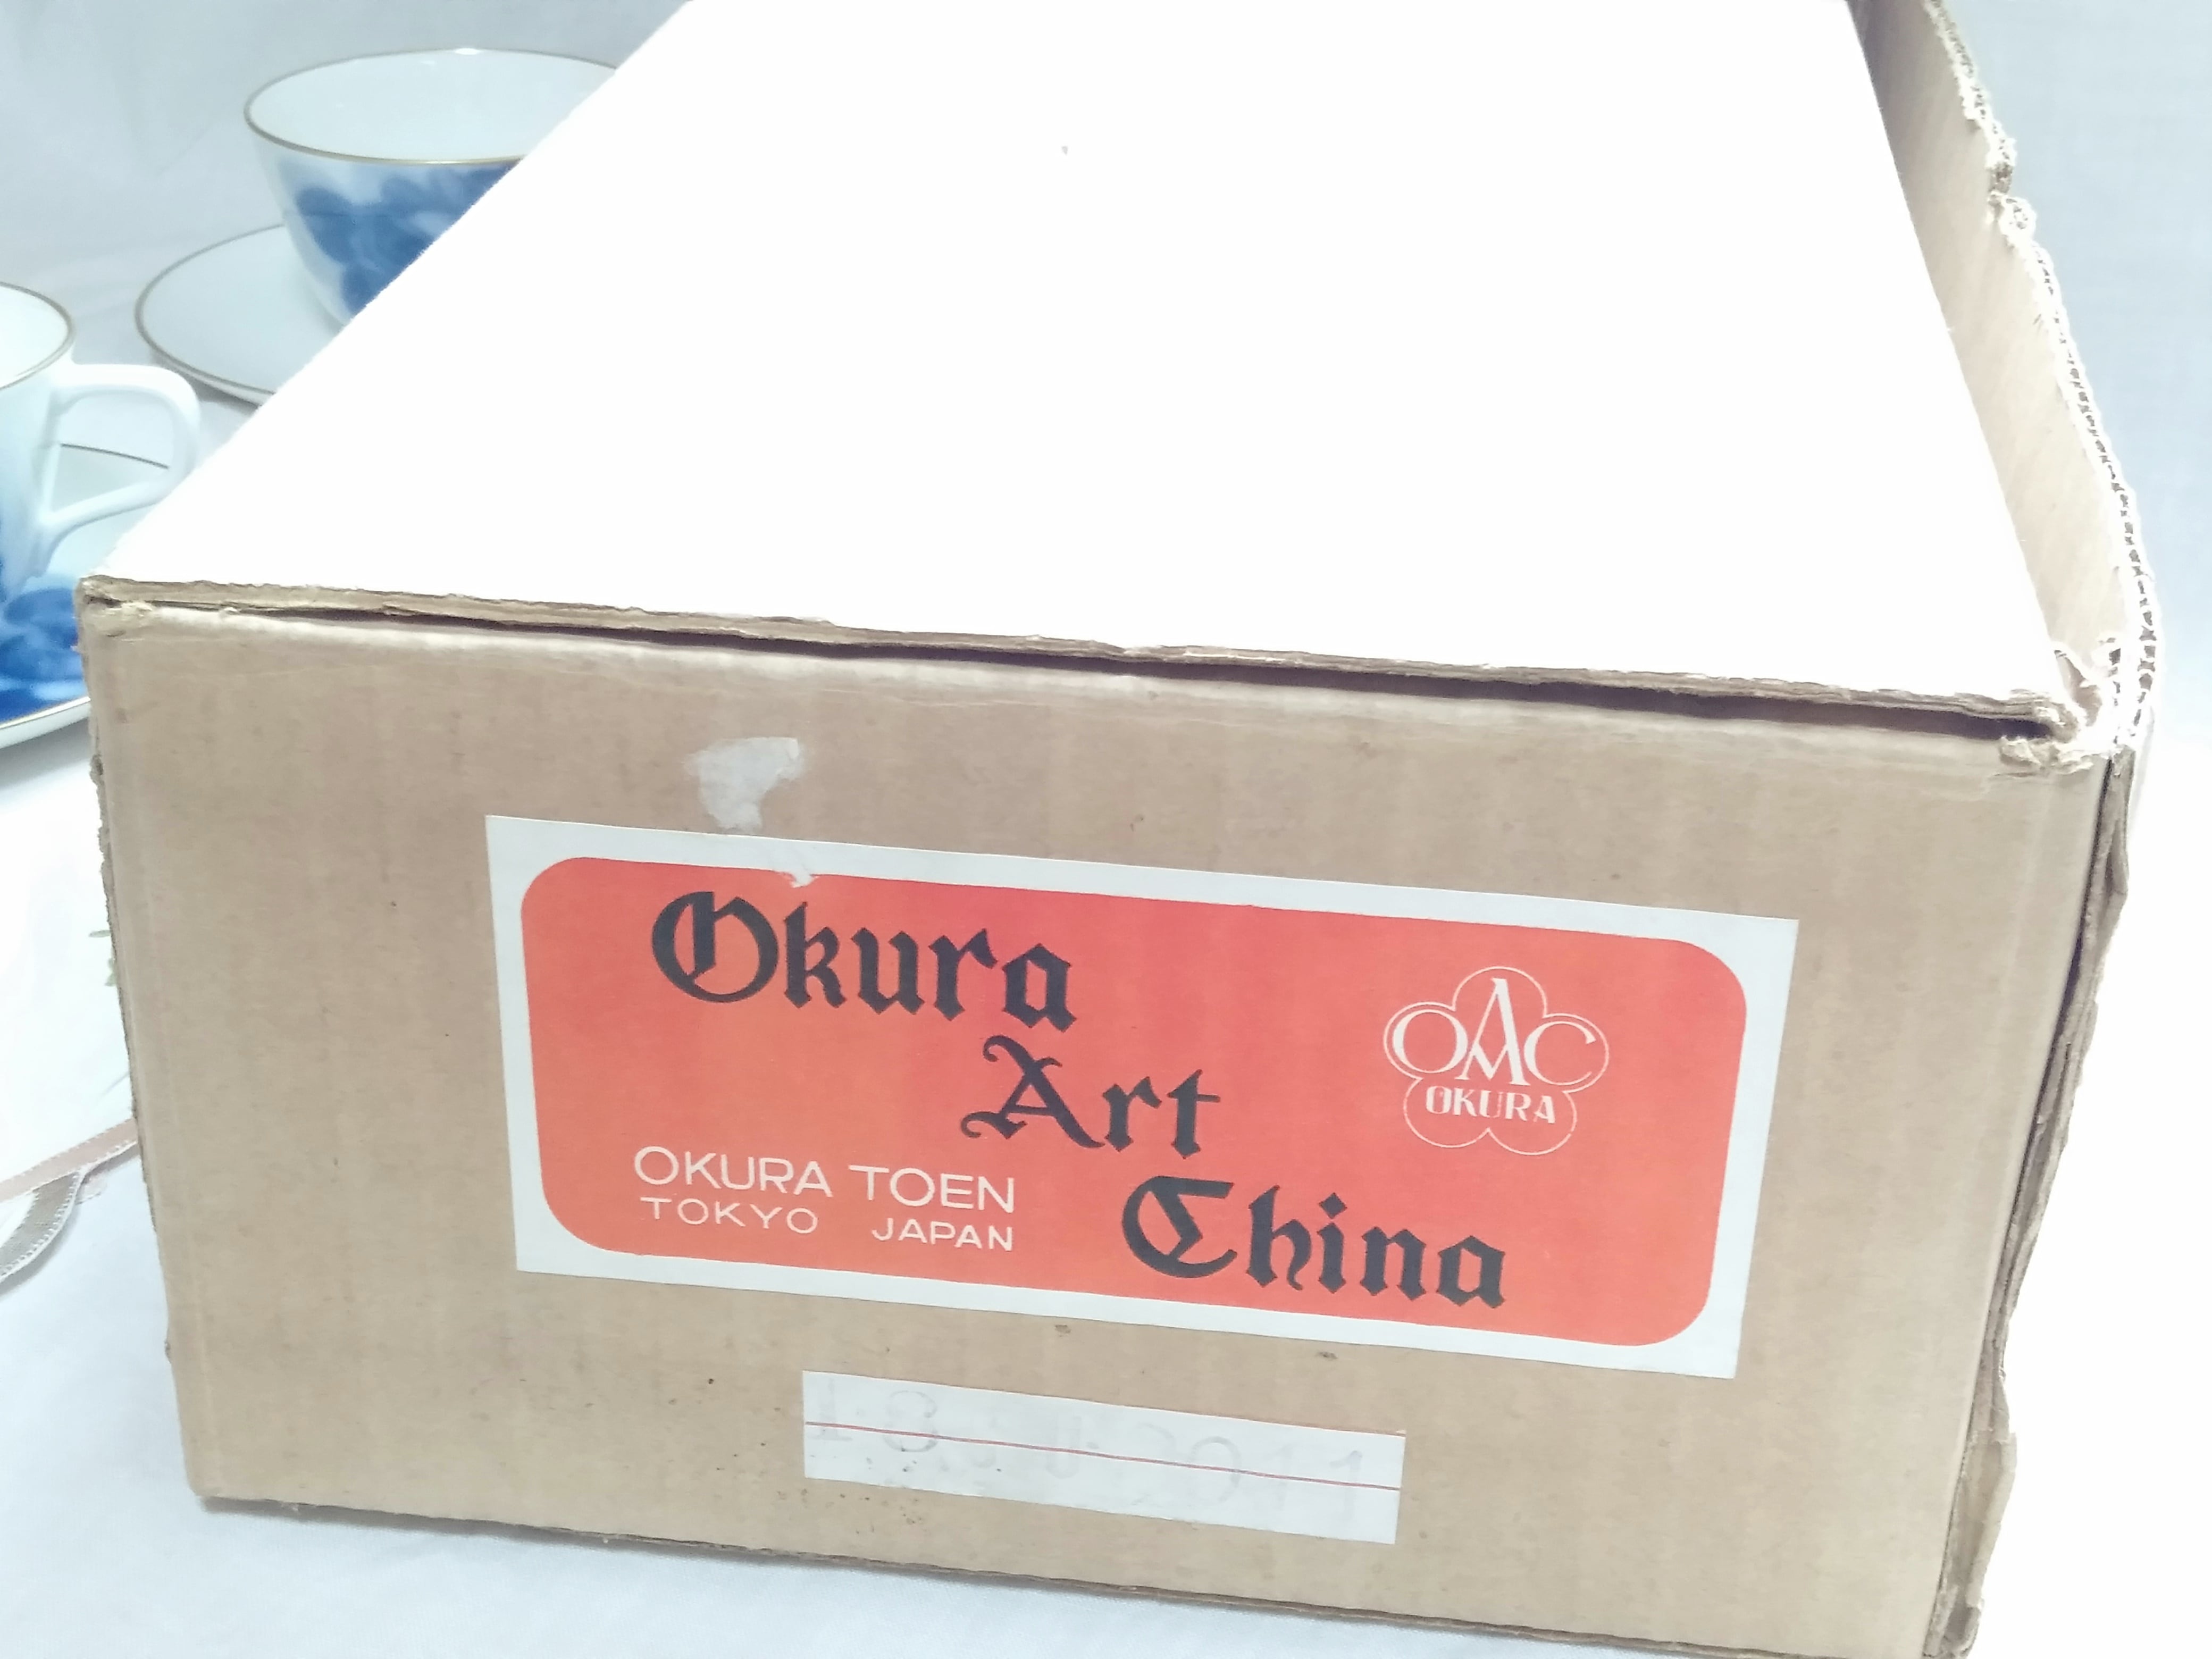 Okura
Art
China
OAC
OKURA
OKURA TOEN
TOKYO JAPAN